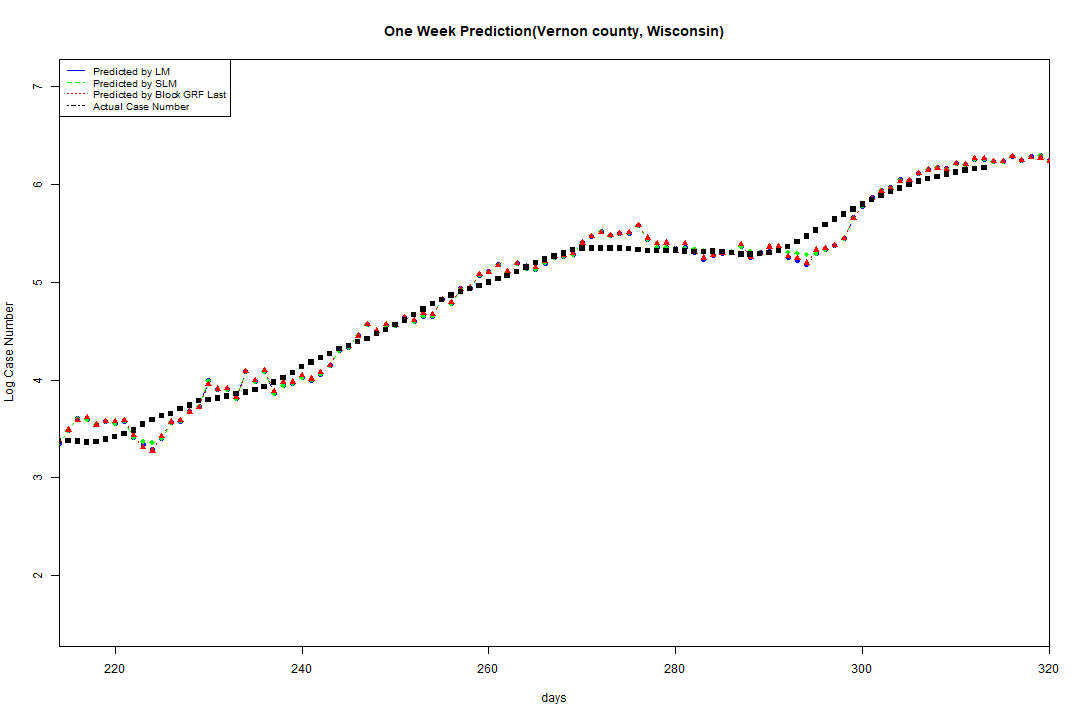 One Week Prediction(Vernon county, Wisconsin)
Predicted by LM
Predicted by SLM
Predicted by Block GRF Last
Actual Case Number
7
6
5
4
3
2
Log Case Number
220 240 260 280 300 320
days